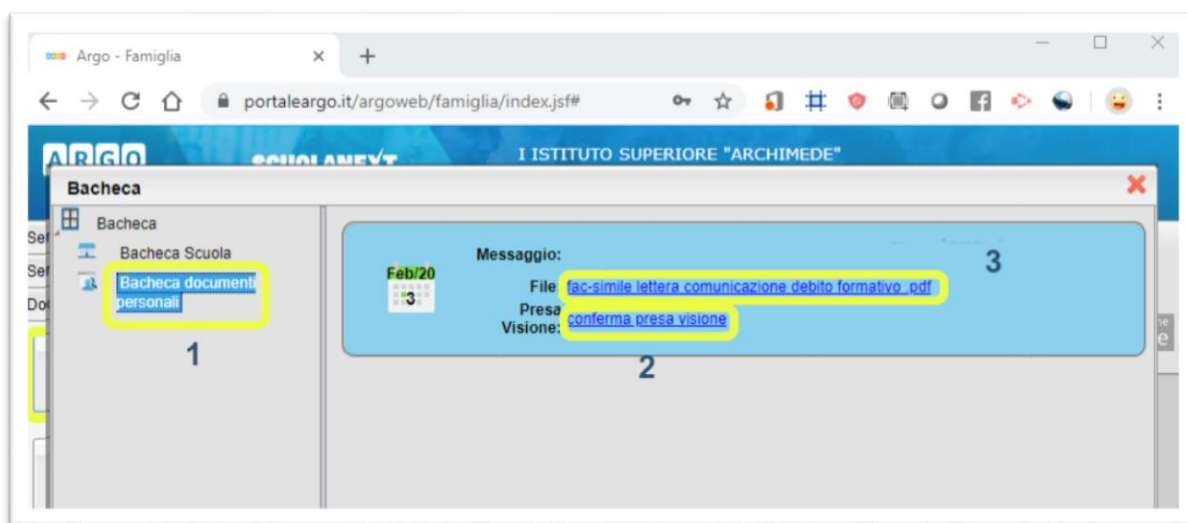 Argo - Famiglia
portaleargo.it/argoweb/famiglia/index.jsf#
ARGO SCUOLANEXT I ISTITUTO SUPERIORE "ARCHIMEDE"
Bacheca
Bacheca
Bacheca Scuola
Bacheca documenti
personali
1
Feb/20
3
Messaggio:
File: fac-simile lettera comunicazione debito formativo .pdf
Presa
Visione: conferma presa visione
3
2